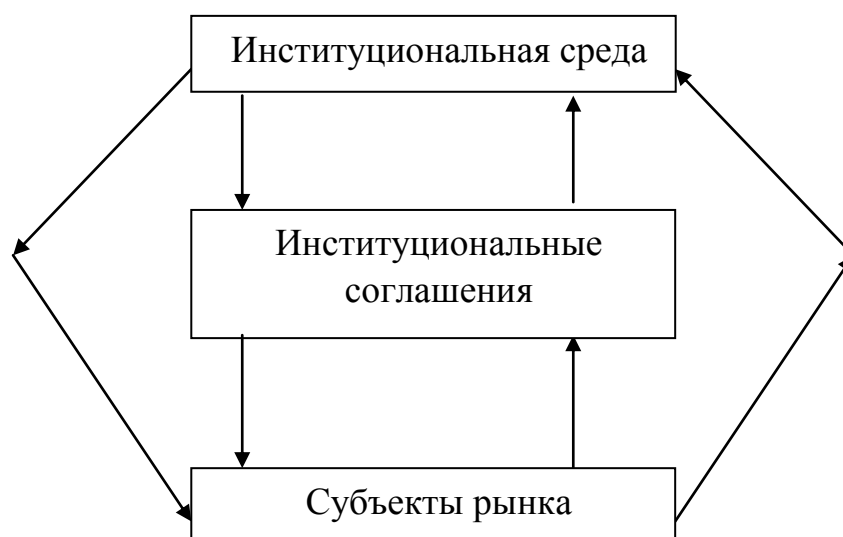 Институциональная среда
Институциональные
соглашения
Субъекты рынка